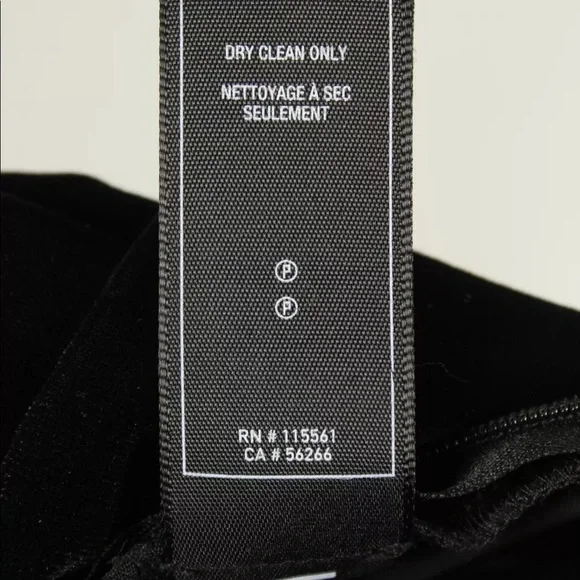 DRY CLEAN ONLY
NETTOYAGE À SEC
SEULEMENT
P
P
RN # 115561
CA # 56266